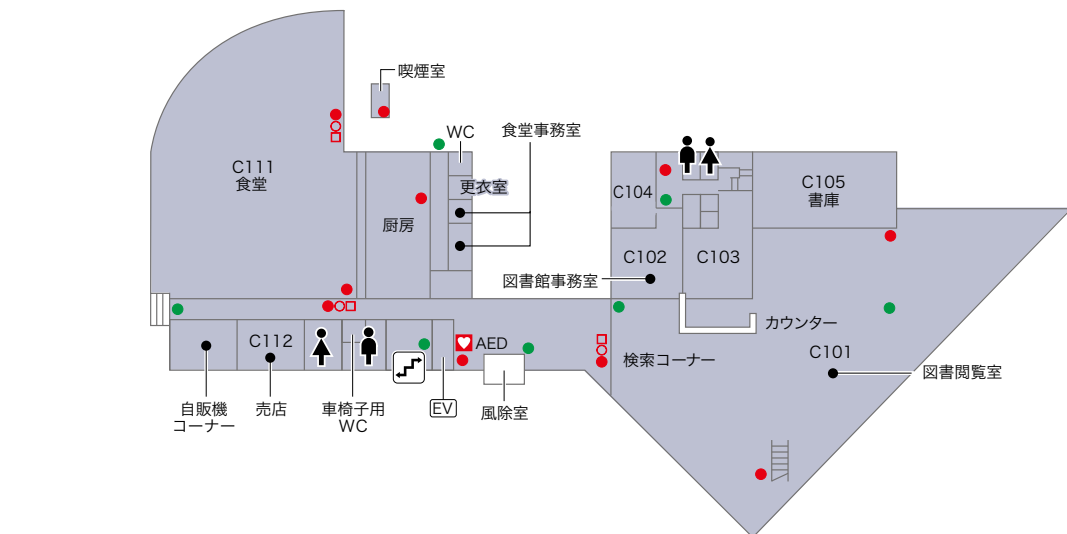 喫煙室
WC
食堂事務室
C111
食堂
更衣室
厨房
C104
C105
書庫
C102
C103
図書館事務室
カウンター
C112
AED
検索コーナー
C101
図書閲覧室
自販機
コーナー
売店
車椅子用
WC
EV
風除室